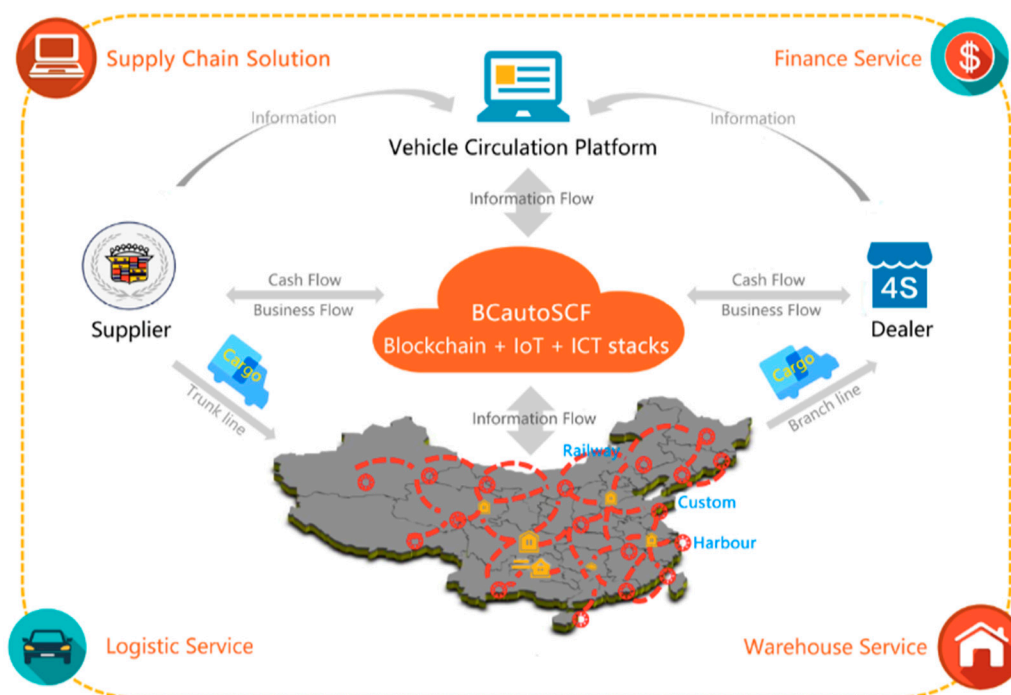 Supply Chain Solution
Finance Service
$
Information
Information
Vehicle Circulation Platform
Information Flow
Cash Flow
Business Flow
Supplier
BCautoSCF
Blockchain + IoT + ICT stacks
Cash Flow
Business Flow
4S
Dealer
Cargo
Trunk line
Cargo
Branch line
Information Flow
Railway
Custom
Harbour
Logistic Service
Warehouse Service